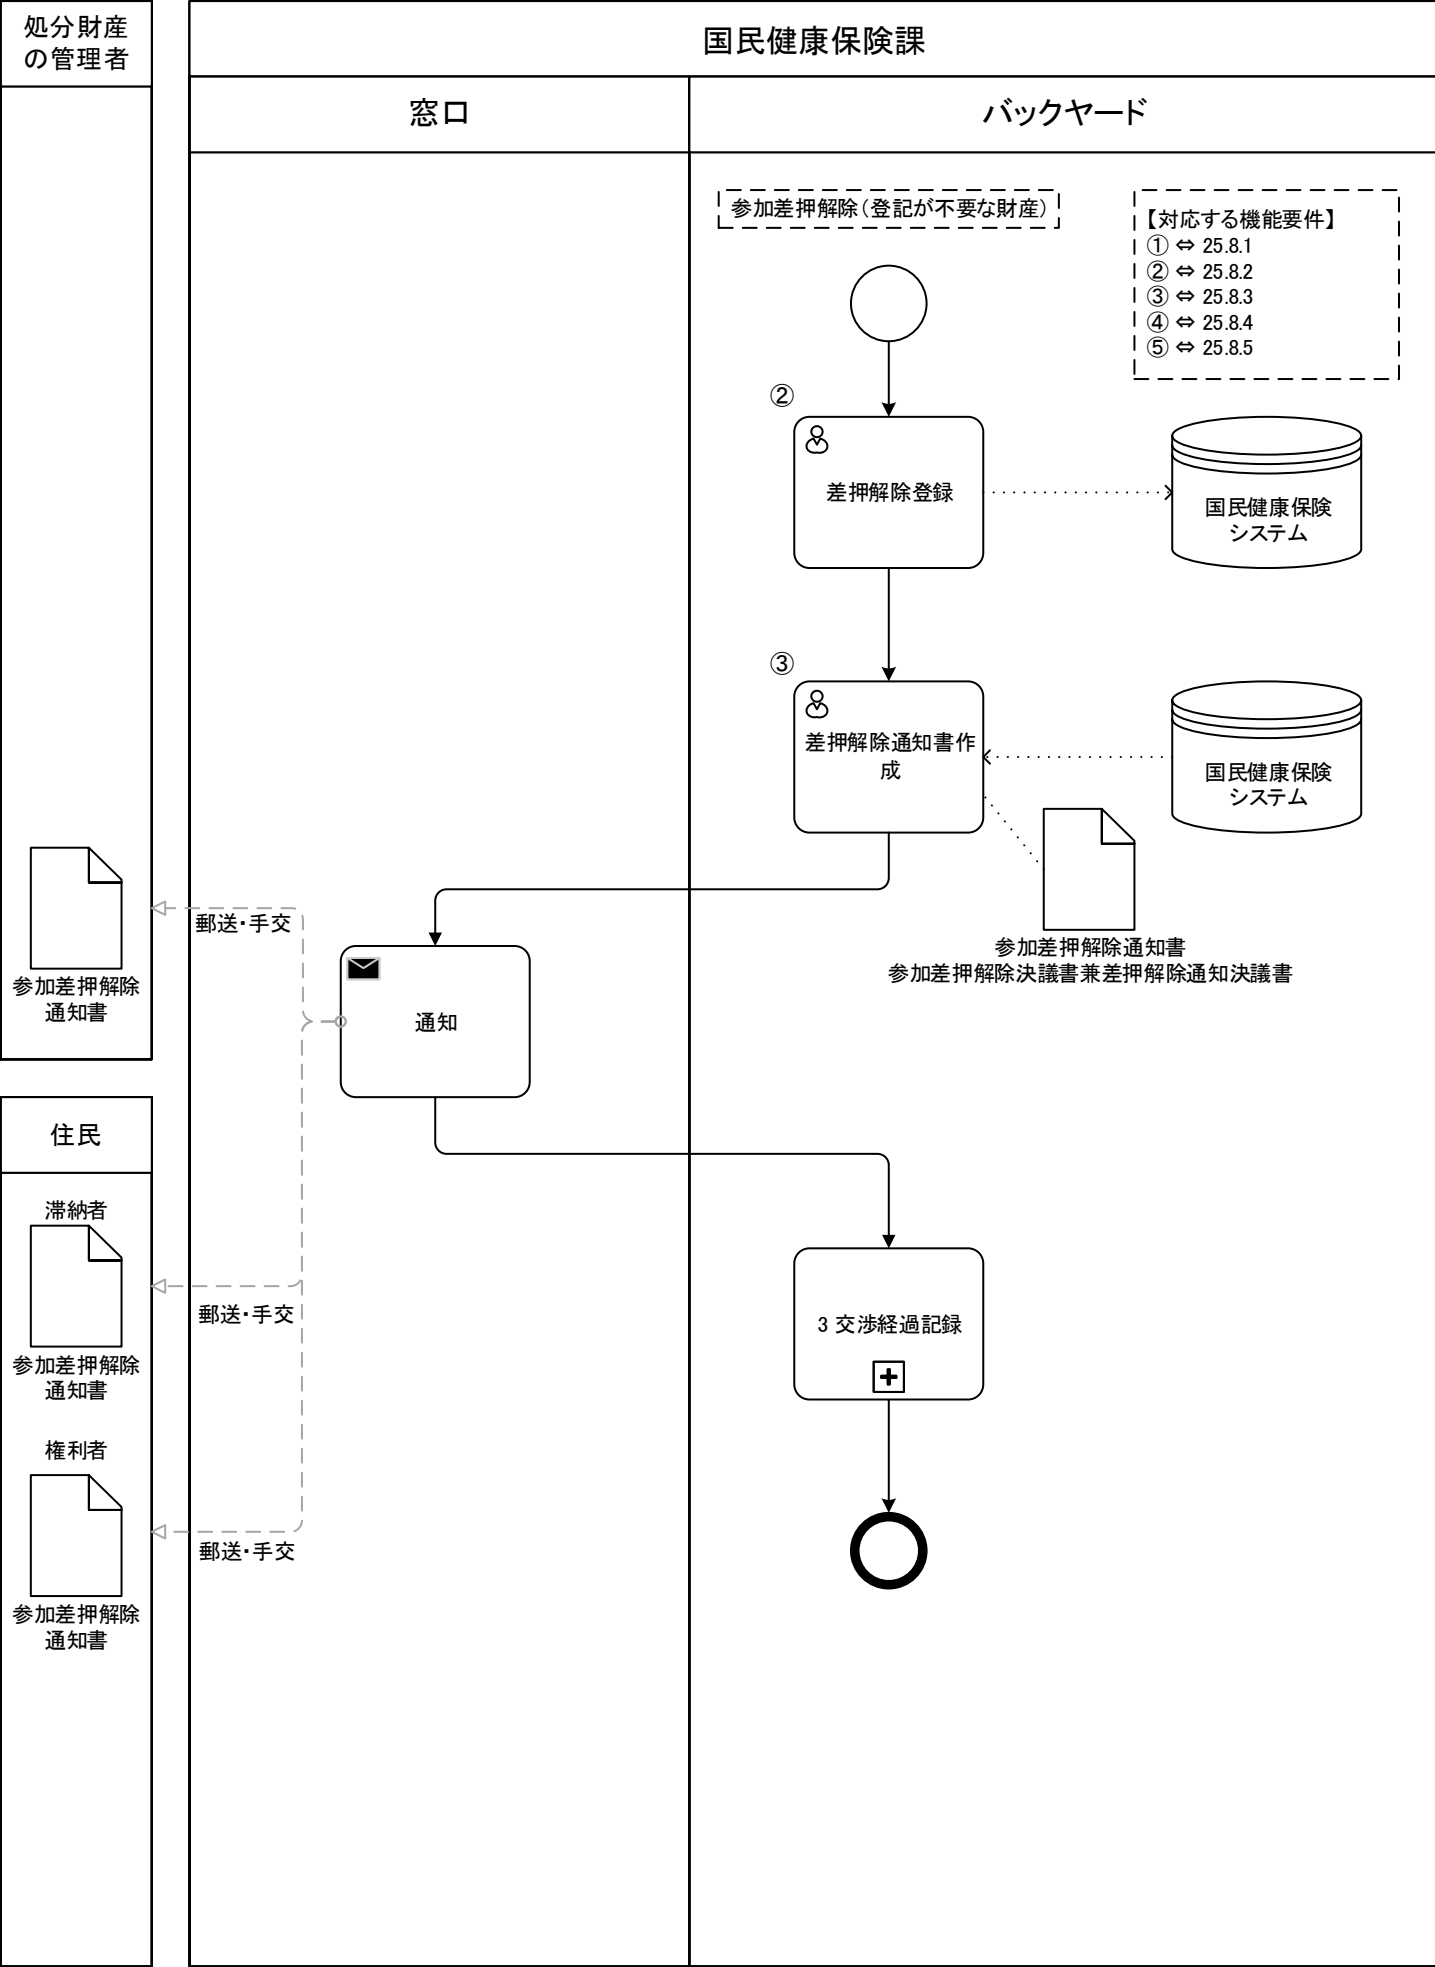 処分財産
の管理者
国民健康保険課
窓口
バックヤード
参加差押解除（登記が不要な財産）
【対応する機能要件】
① ⇔ 25.8.1
② ⇔ 25.8.2
③ ⇔ 25.8.3
④ ⇔ 25.8.4
⑤ ⇔ 25.8.5
②
差押解除登録
国民健康保険
システム
③
差押解除通知書作
成
国民健康保険
システム
参加差押解除通知書
参加差押解除決議書兼差押解除通知決議書
郵送・手交
参加差押解除
通知書
通知
住民
滞納者
郵送・手交
参加差押解除
通知書
3 交渉経過記録
権利者
郵送・手交
参加差押解除
通知書